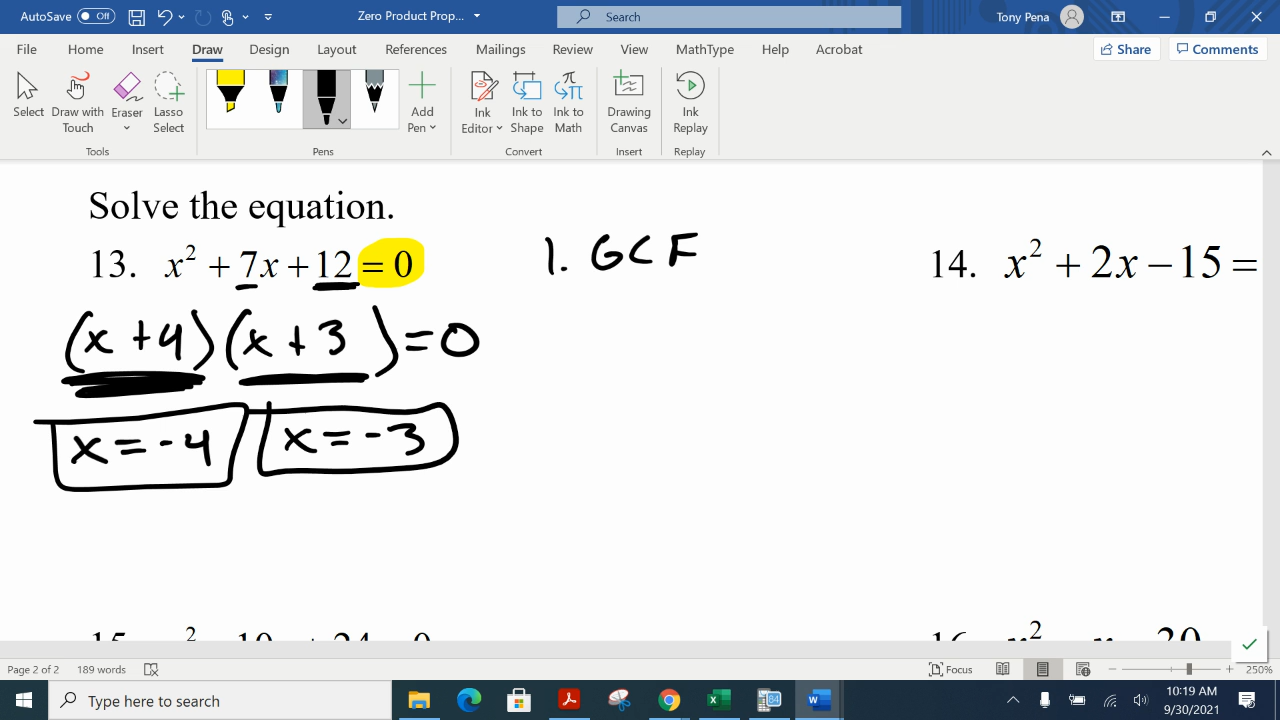 AutoSave Off Zero Product Prop... Search Tony Pena
File Home Insert Draw Design Layout References Mailings Review View MathType Help Acrobat Share Comments
Select Draw with Touch Eraser Lasso Select Add Pen Ink Editor Ink to Shape Ink to Math Drawing Canvas Ink Replay
Tools Pens Convert Insert Replay
Solve the equation.
13. x² + 7x + 12 = 0
1. GCF
14. x² + 2x − 15 =
(x + 4) (x + 3) = 0
x = -4 x = -3
Page 2 of 2 189 words Focus 250%
Type here to search
10:19 AM
9/30/2021